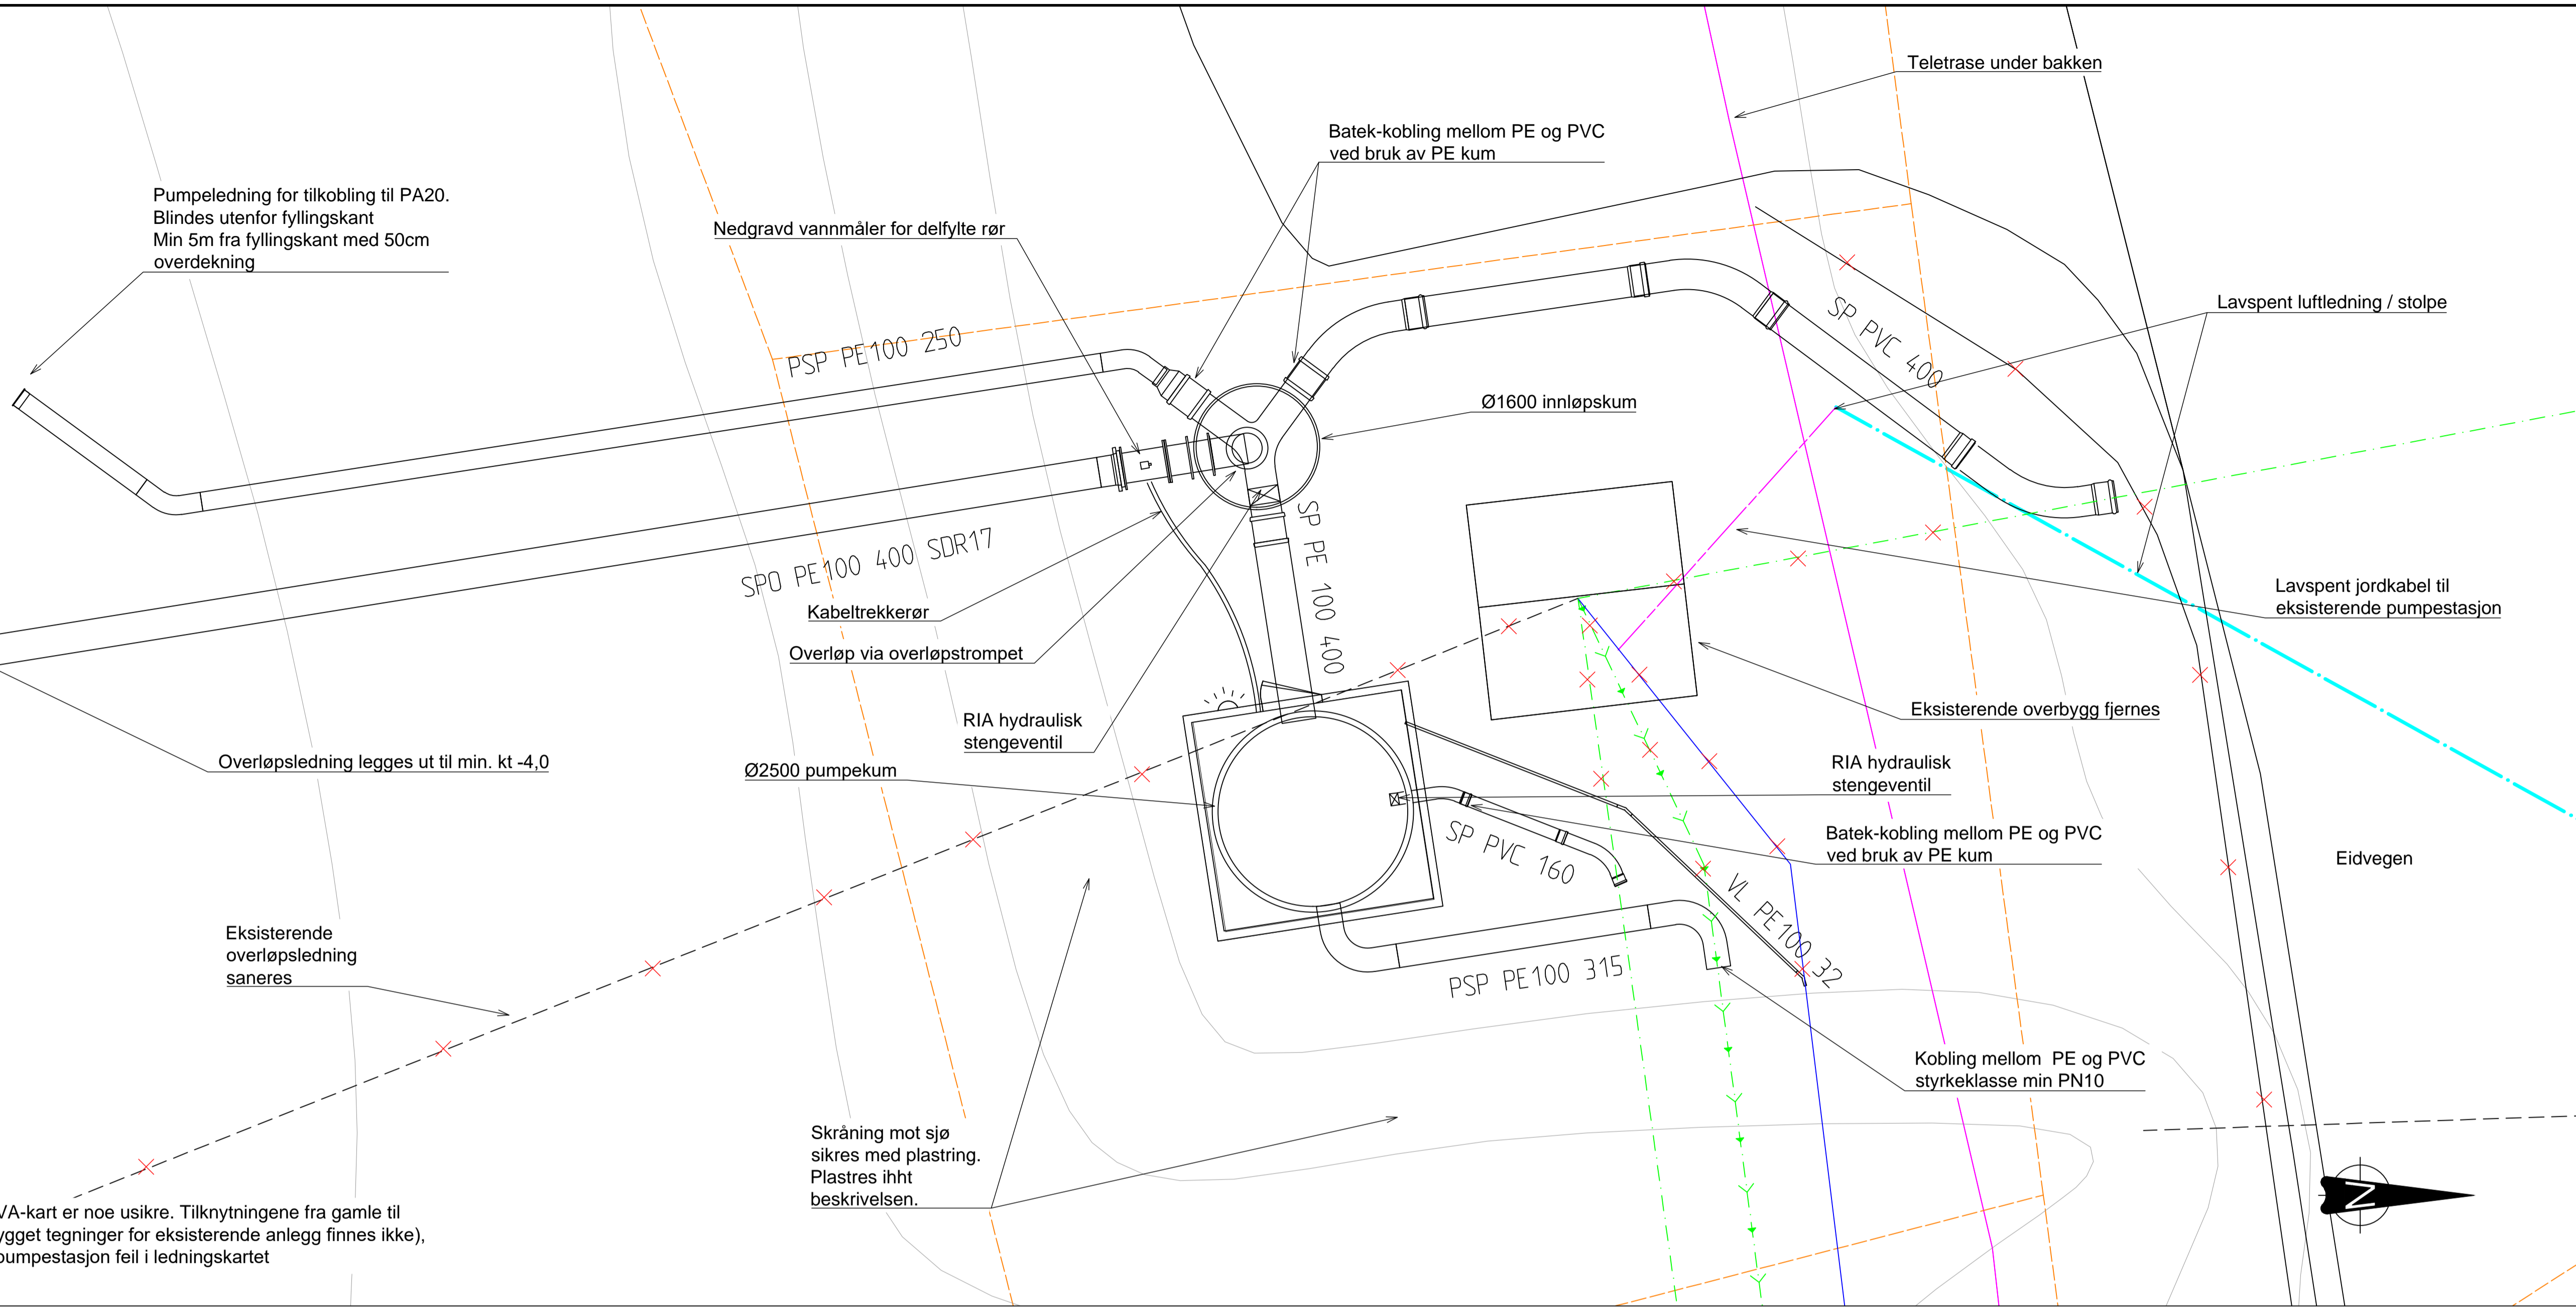 Teletrase under bakken
Batek-kobling mellom PE og PVC
ved bruk av PE kum
Pumpeledning for tilkobling til PA20.
Blindes utenfor fyllingskant
Min 5m fra fyllingskant med 50cm
overdekning
Nedgravd vannmåler for delfylte rør
Lavspent luftledning / stolpe
SP PVC 400
PSP PE100 250
Ø1600 innløpskum
SPO PE100 400 SDR17
SP PE 100 400
Kabeltrekkerør
Lavspent jordkabel til
eksisterende pumpestasjon
Overløp via overløpstrompet
RIA hydraulisk
stengeventil
Eksisterende overbygg fjernes
Overløpsledning legges ut til min. kt -4,0
Ø2500 pumpekum
RIA hydraulisk
stengeventil
SP PVC 160
Batek-kobling mellom PE og PVC
ved bruk av PE kum
Eidvegen
VL PE100 32
Eksisterende
overløpsledning
saneres
PSP PE100 315
Kobling mellom PE og PVC
styrkeklasse min PN10
Skråning mot sjø
sikres med plastring.
Plastres ihht
beskrivelsen.
N
VA-kart er noe usikre. Tilknytningene fra gamle til
ygget tegninger for eksisterende anlegg finnes ikke),
pumpestasjon feil i ledningskartet